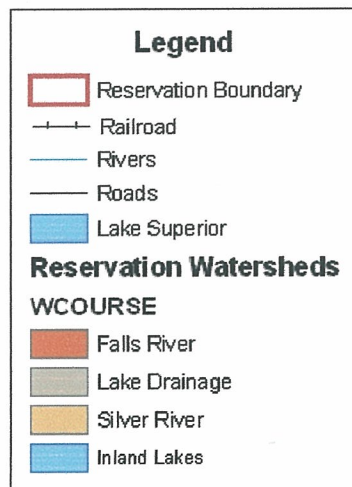 Legend
Reservation Boundary
Railroad
Rivers
Roads
Lake Superior
Reservation Watersheds
WCOURSE
Falls River
Lake Drainage
Silver River
Inland Lakes